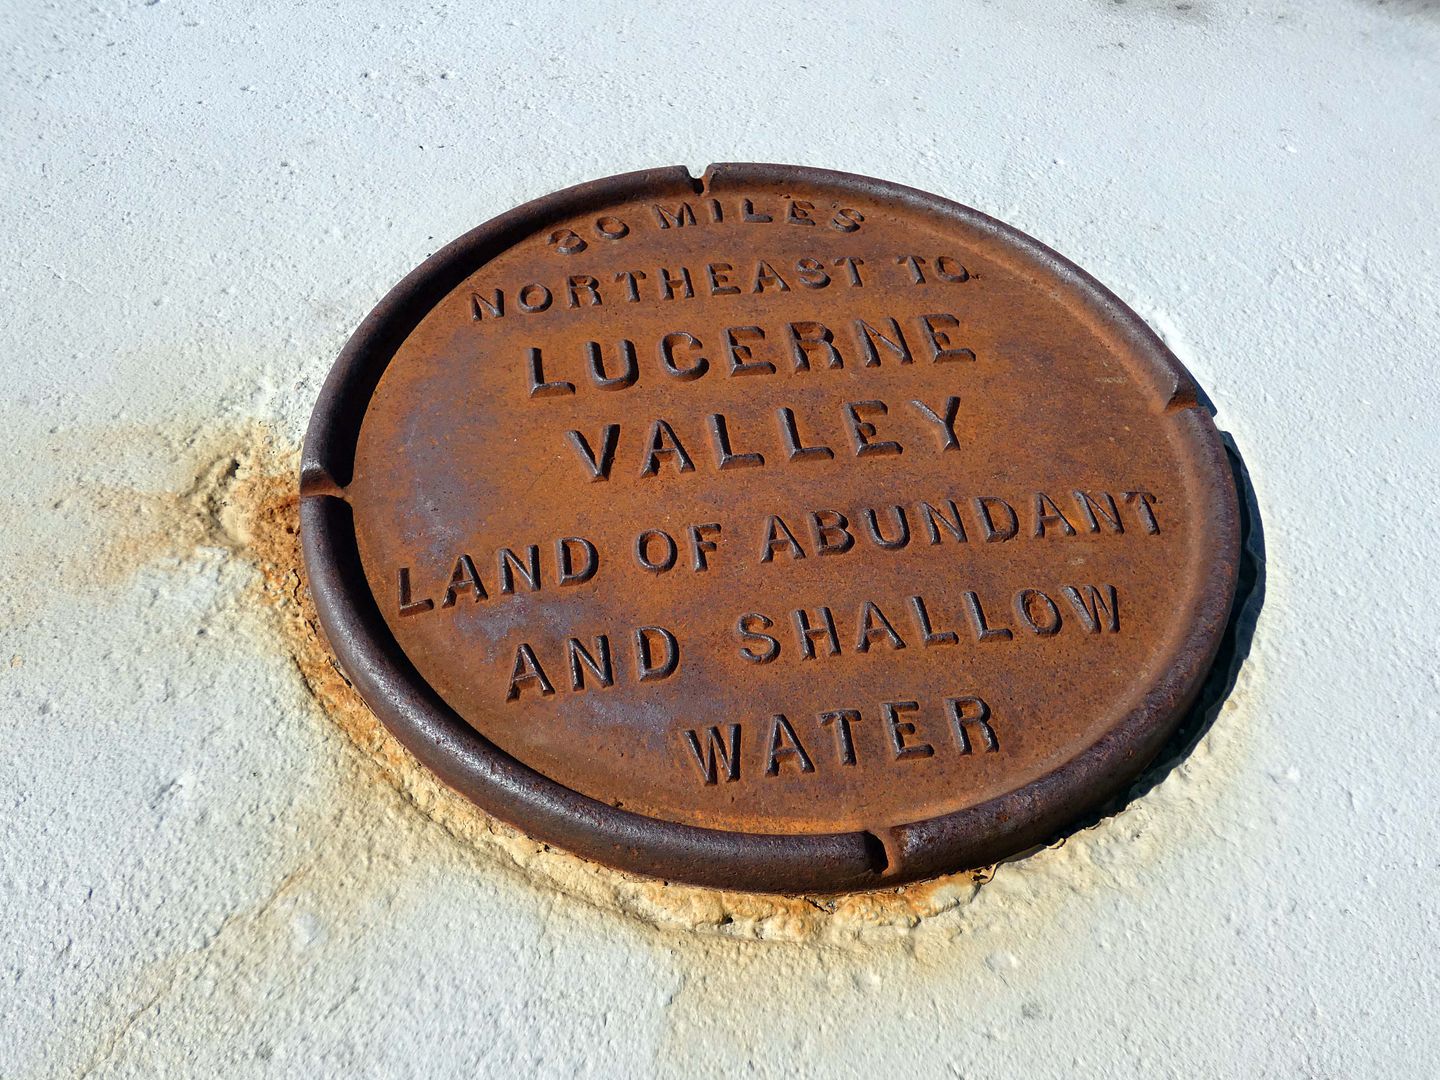 30 MILES
NORTHEAST TO
LUCERNE
VALLEY
LAND OF ABUNDANT
AND SHALLOW
WATER